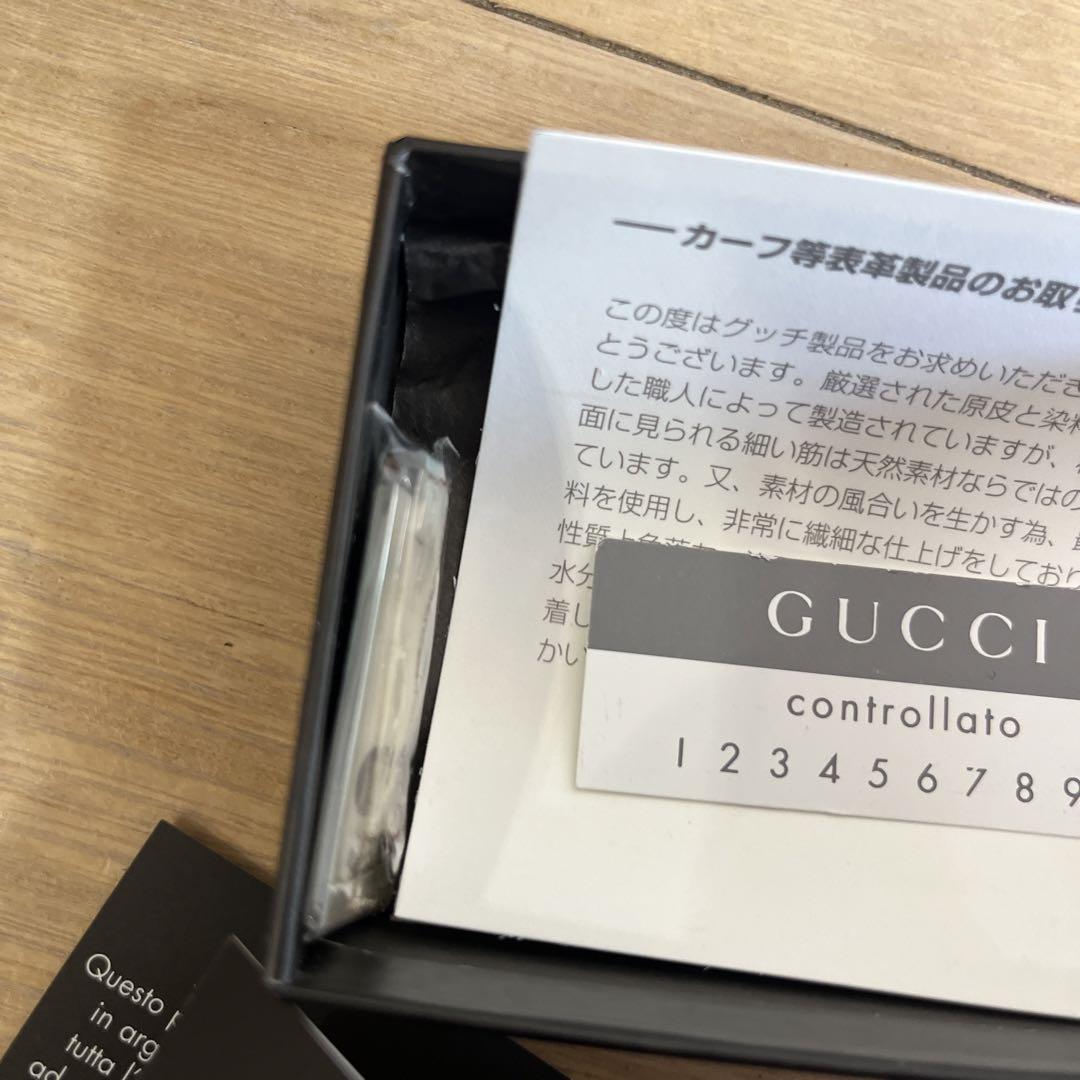 — カーフ等表革製品のお取
この度はグッチ製品をお求めいただき
とうございます。厳選された原皮と染料
した職人によって製造されていますが、
面に見られる細い筋は天然素材ならではの
ています。又、素材の風合いを生かす為、
料を使用し、非常に繊細な仕上げをしており
性質上色落
水分
着し
かい
GUCCI
controllato
1 2 3 4 5 6 7 8 9
Questo
in arg
tutta l'
ad